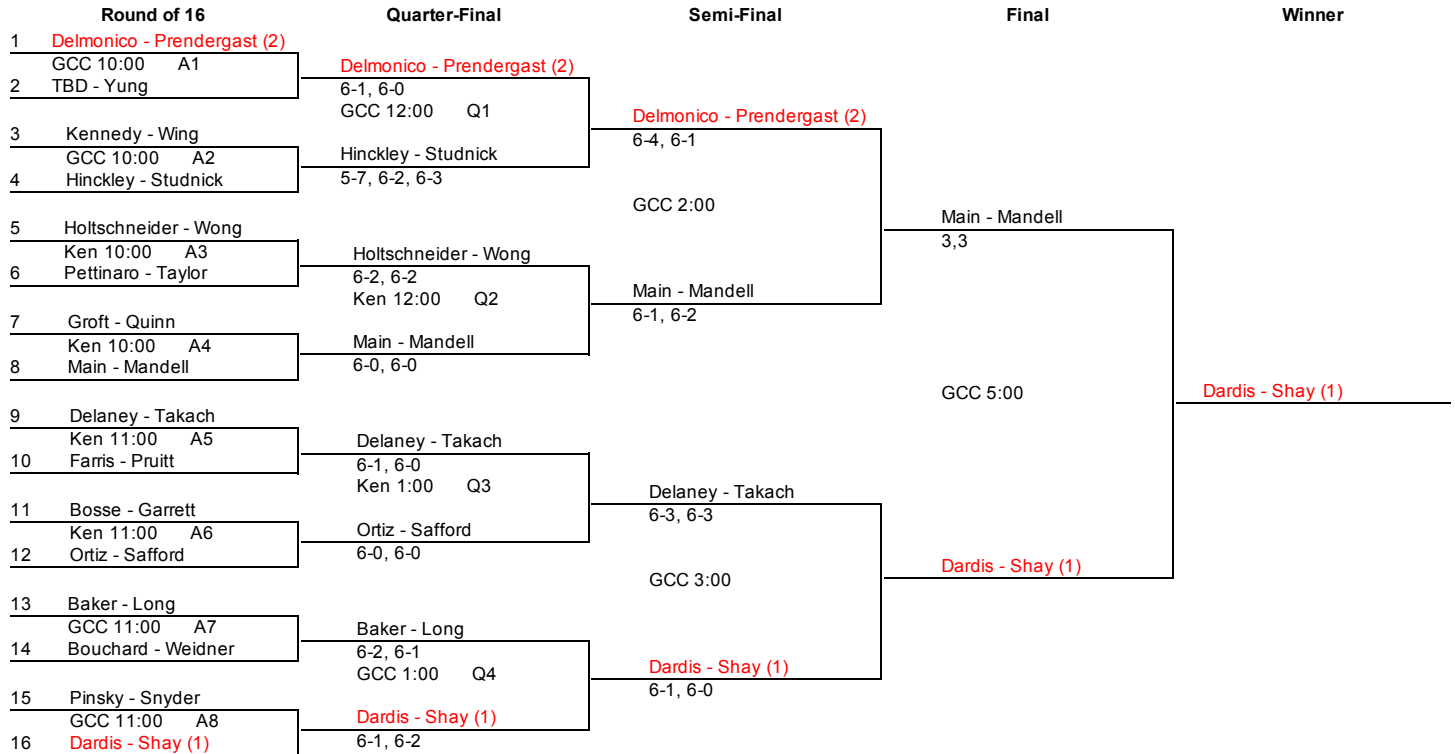 Round of 16 Quarter-Final Semi-Final Final Winner
1 Delmonico - Prendergast (2)
GCC 10:00 A1
2 TBD - Yung
3 Kennedy - Wing
GCC 10:00 A2
4 Hinckley - Studnick
5 Holtschneider - Wong
Ken 10:00 A3
6 Pettinaro - Taylor
7 Groft - Quinn
Ken 10:00 A4
8 Main - Mandell
9 Delaney - Takach
Ken 11:00 A5
10 Farris - Pruitt
11 Bosse - Garrett
Ken 11:00 A6
12 Ortiz - Safford
13 Baker - Long
GCC 11:00 A7
14 Bouchard - Weidner
15 Pinsky - Snyder
GCC 11:00 A8
16 Dardis - Shay (1)
Delmonico - Prendergast (2)
6-1, 6-0
GCC 12:00 Q1
Hinckley - Studnick
5-7, 6-2, 6-3
Holtschneider - Wong
6-2, 6-2
Ken 12:00 Q2
Main - Mandell
6-0, 6-0
Delaney - Takach
6-1, 6-0
Ken 1:00 Q3
Ortiz - Safford
6-0, 6-0
Baker - Long
6-2, 6-1
GCC 1:00 Q4
Dardis - Shay (1)
6-1, 6-2
Delmonico - Prendergast (2)
6-4, 6-1
GCC 2:00
Main - Mandell
6-1, 6-2
Delaney - Takach
6-3, 6-3
GCC 3:00
Dardis - Shay (1)
6-1, 6-0
Main - Mandell
3,3
GCC 5:00
Dardis - Shay (1)
Dardis - Shay (1)